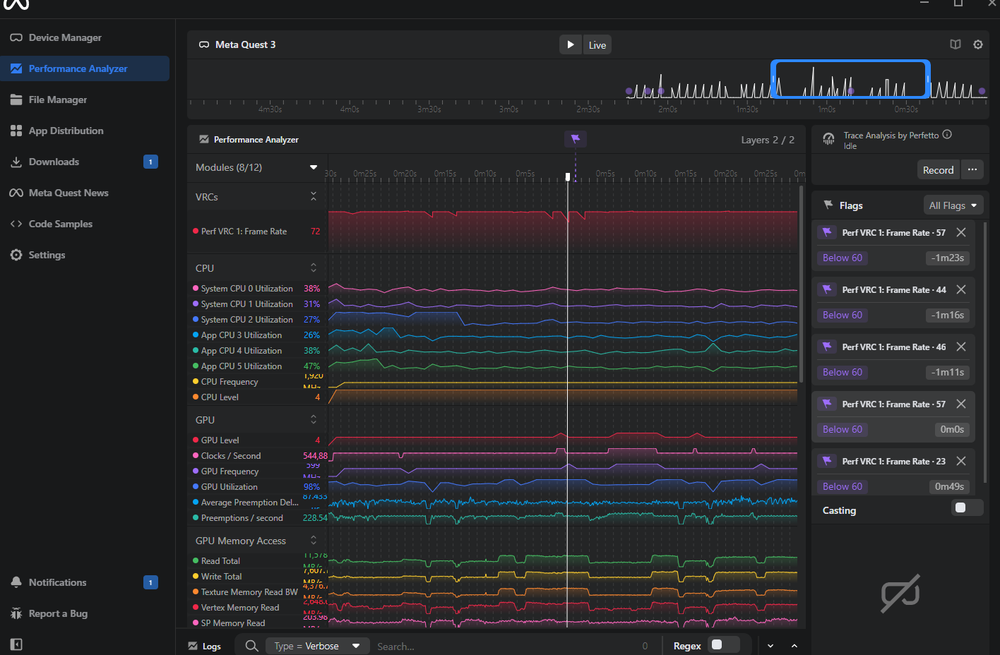 Device Manager
Performance Analyzer
File Manager
App Distribution
Downloads 1
Meta Quest News
Code Samples
Settings
Notifications 1
Report a Bug
Meta Quest 3
Live
4m30s 4m0s 3m30s 3m0s 2m30s 2m0s 1m30s 1m0s 0m30s
Performance Analyzer
Layers 2 / 2
Modules (8/12)
30s 0m25s 0m20s 0m15s 0m10s 0m5s 0m5s 0m10s 0m15s 0m20s 0m25s 0m
VRCs
Perf VRC 1: Frame Rate 72
CPU
System CPU 0 Utilization 38%
System CPU 1 Utilization 31%
System CPU 2 Utilization 27%
App CPU 3 Utilization 26%
App CPU 4 Utilization 38%
App CPU 5 Utilization 47%
CPU Frequency 1,920 MHz
CPU Level 4
GPU
GPU Level 4
Clocks / Second 544,88
GPU Frequency 599 MHz
GPU Utilization 98%
Average Preemption Del... 87.433
Preemptions / second 228.54
GPU Memory Access
Read Total 11,578 MB/s
Write Total 7,607. MB/s
Texture Memory Read BW 4,376. MB/s
Vertex Memory Read 2,648. MB/s
SP Memory Read 203.98
Logs
Type = Verbose
Search...
0
Regex
Trace Analysis by Perfetto
Idle
Record
Flags
All Flags
Perf VRC 1: Frame Rate · 57
Below 60 -1m23s
Perf VRC 1: Frame Rate · 44
Below 60 -1m16s
Perf VRC 1: Frame Rate · 46
Below 60 -1m11s
Perf VRC 1: Frame Rate · 57
Below 60 0m0s
Perf VRC 1: Frame Rate · 23
Below 60 0m49s
Casting